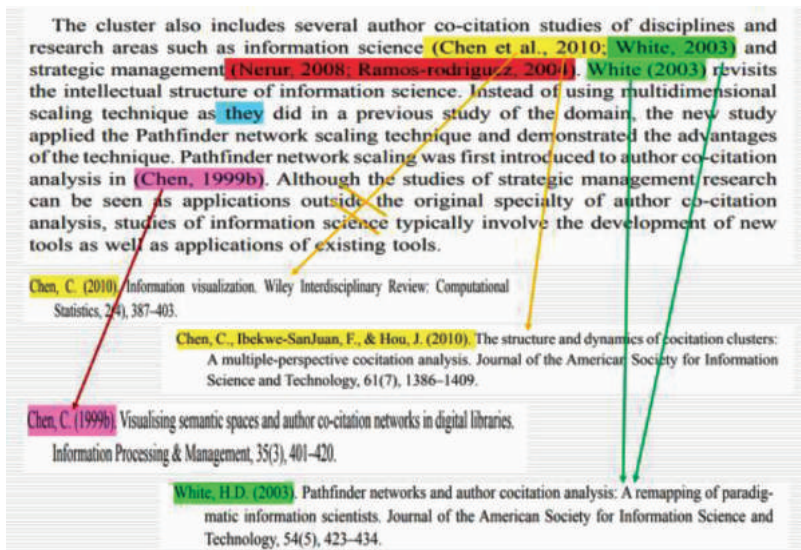 The cluster also includes several author co-citation studies of disciplines and
research areas such as information science (Chen et al., 2010; White, 2003) and
strategic management (Nerur, 2008; Ramos-rodriguez, 2004). White (2003) revisits
the intellectual structure of information science. Instead of using multidimensional
scaling technique as they did in a previous study of the domain, the new study
applied the Pathfinder network scaling technique and demonstrated the advantages
of the technique. Pathfinder network scaling was first introduced to author co-citation
analysis in (Chen, 1999b). Although the studies of strategic management research
can be seen as applications outside the original specialty of author co-citation
analysis, studies of information science typically involve the development of new
tools as well as applications of existing tools.
Chen, C. (2010). Information visualization. Wiley Interdisciplinary Review: Computational
Statistics, 2(4), 387–403.
Chen, C., Ibekwe-SanJuan, F., & Hou, J. (2010). The structure and dynamics of cocitation clusters:
A multiple-perspective cocitation analysis. Journal of the American Society for Information
Science and Technology, 61(7), 1386–1409.
Chen, C. (1999b). Visualising semantic spaces and author co-citation networks in digital libraries.
Information Processing & Management, 35(3), 401–420.
White, H.D. (2003). Pathfinder networks and author cocitation analysis: A remapping of paradig-
matic information scientists. Journal of the American Society for Information Science and
Technology, 54(5), 423–434.